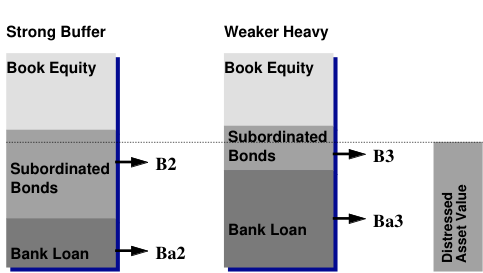 Strong Buffer
Weaker Heavy
Book Equity
Book Equity
Subordinated
Bonds
B2
Subordinated
Bonds
B3
Bank Loan
Ba2
Bank Loan
Ba3
Distressed
Asset Value